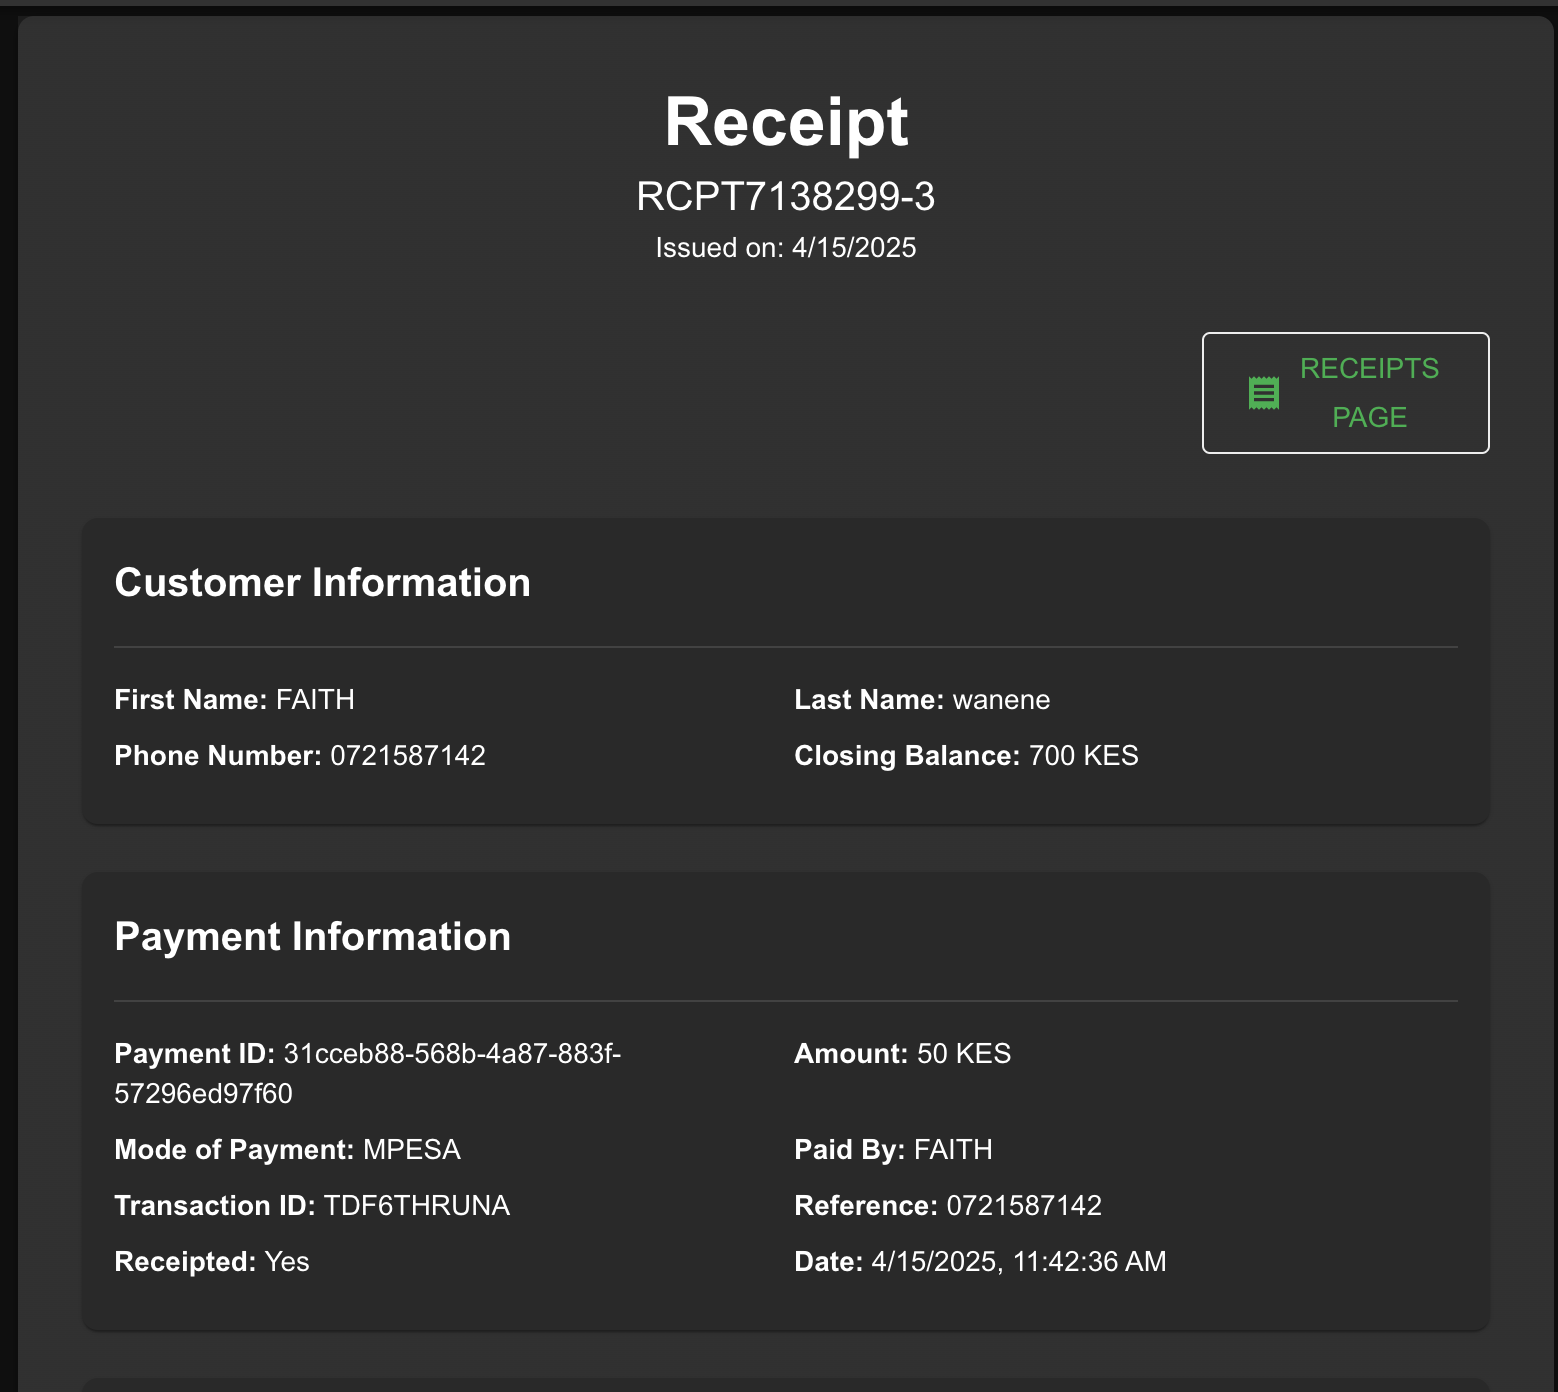 Receipt
RCPT7138299-3
Issued on: 4/15/2025
RECEIPTS
PAGE
Customer Information
First Name: FAITH
Last Name: wanene
Phone Number: 0721587142
Closing Balance: 700 KES
Payment Information
Payment ID: 31cceb88-568b-4a87-883f-
57296ed97f60
Amount: 50 KES
Mode of Payment: MPESA
Paid By: FAITH
Transaction ID: TDF6THRUNA
Reference: 0721587142
Receipted: Yes
Date: 4/15/2025, 11:42:36 AM